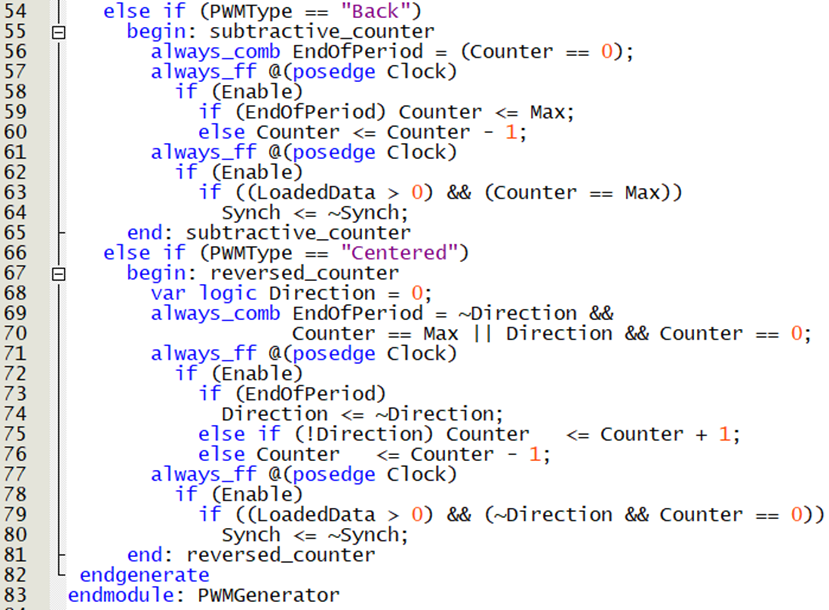 54 else if (PWMType == "Back")
55 begin: subtractive_counter
56 always_comb EndOfPeriod = (Counter == 0);
57 always_ff @(posedge Clock)
58 if (Enable)
59 if (EndOfPeriod) Counter <= Max;
60 else Counter <= Counter - 1;
61 always_ff @(posedge Clock)
62 if (Enable)
63 if ((LoadedData > 0) && (Counter == Max))
64 Synch <= ~Synch;
65 end: subtractive_counter
66 else if (PWMType == "Centered")
67 begin: reversed_counter
68 var logic Direction = 0;
69 always_comb EndOfPeriod = ~Direction &&
70 Counter == Max || Direction && Counter == 0;
71 always_ff @(posedge Clock)
72 if (Enable)
73 if (EndOfPeriod)
74 Direction <= ~Direction;
75 else if (!Direction) Counter <= Counter + 1;
76 else Counter <= Counter - 1;
77 always_ff @(posedge Clock)
78 if (Enable)
79 if ((LoadedData > 0) && (~Direction && Counter == 0))
80 Synch <= ~Synch;
81 end: reversed_counter
82 endgenerate
83 endmodule: PWMGenerator